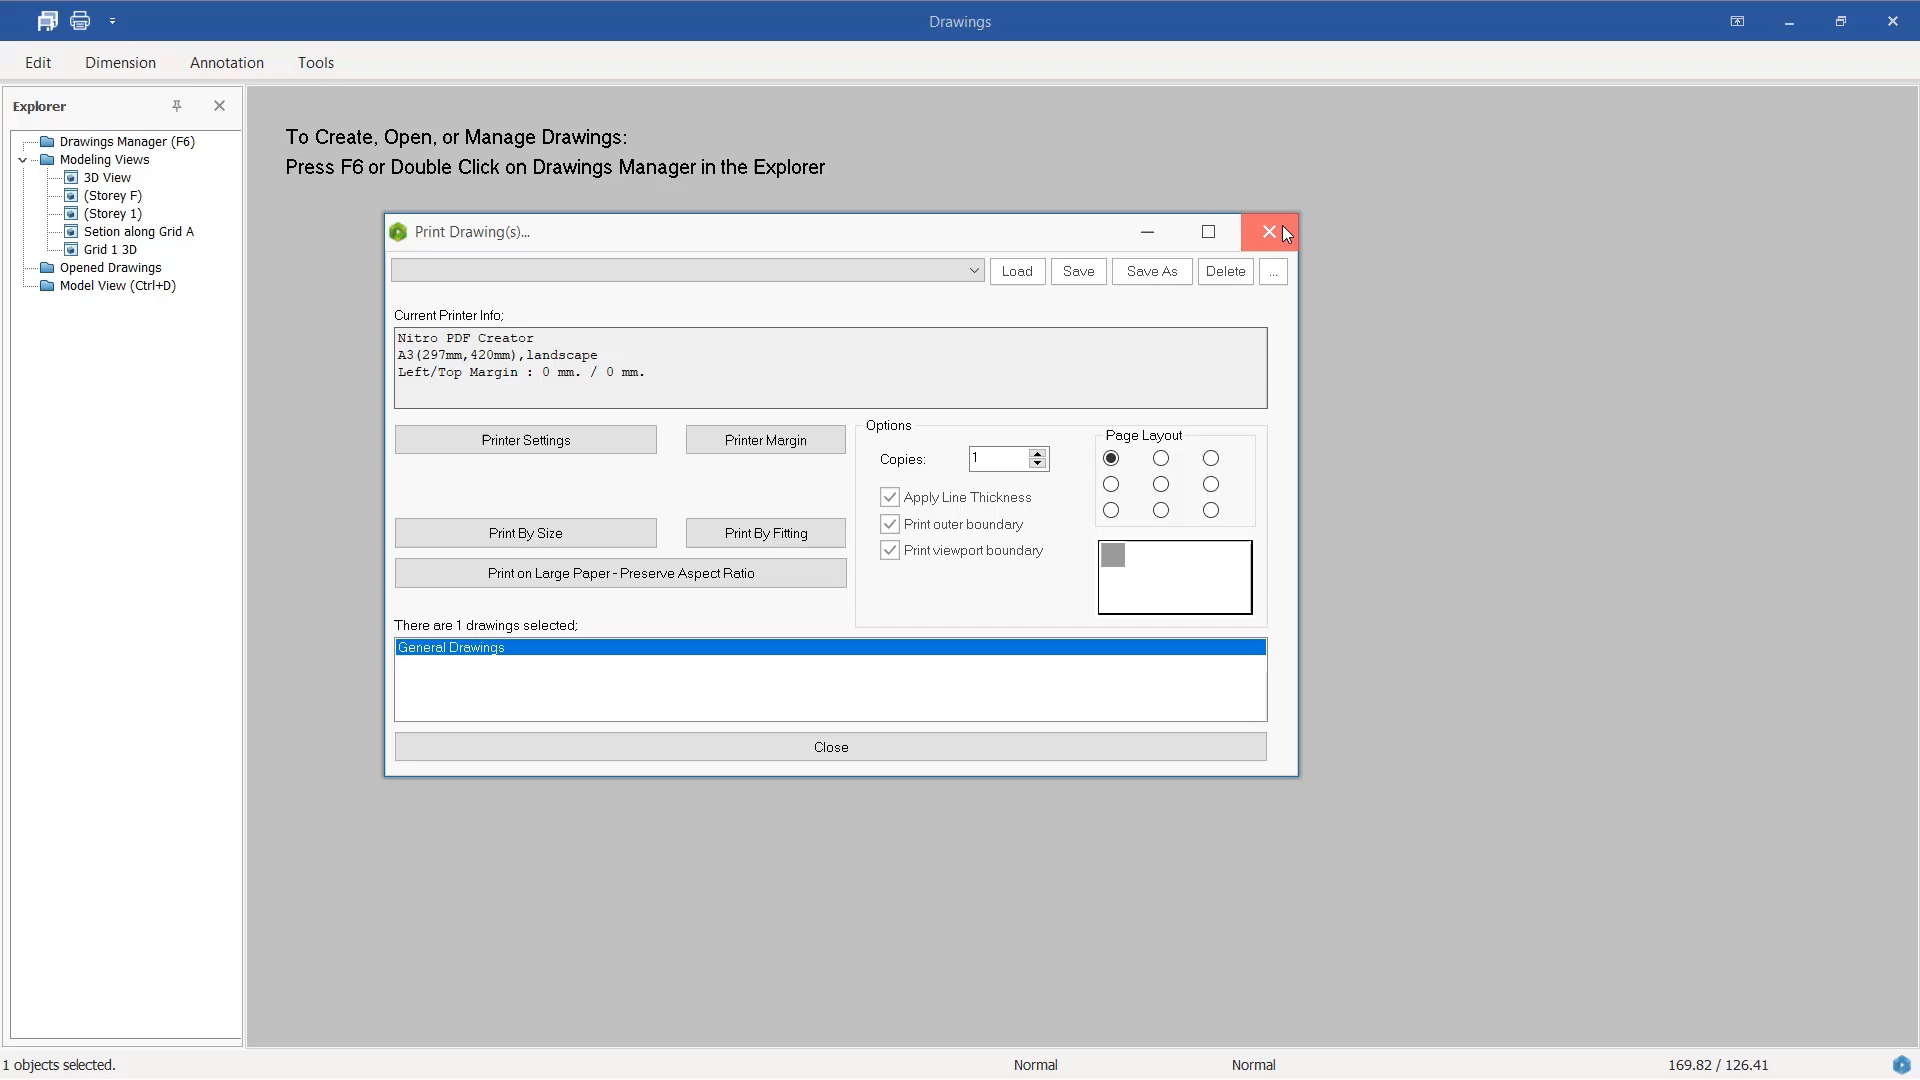 Drawings
Edit
Dimension
Annotation
Tools
Explorer
Drawings Manager (F6)
Modeling Views
3D View
(Storey F)
(Storey 1)
Setion along Grid A
Grid 1 3D
Opened Drawings
Model View (Ctrl+D)
To Create, Open, or Manage Drawings:
Press F6 or Double Click on Drawings Manager in the Explorer
Print Drawing(s)...
Load
Save
Save As
Delete
...
Current Printer Info;
Nitro PDF Creator
A3(297mm,420mm),landscape
Left/Top Margin : 0 mm. / 0 mm.
Printer Settings
Printer Margin
Print By Size
Print By Fitting
Print on Large Paper - Preserve Aspect Ratio
Options
Copies:
1
Apply Line Thickness
Print outer boundary
Print viewport boundary
Page Layout
There are 1 drawings selected;
General Drawings
Close
1 objects selected.
Normal
Normal
169.82 / 126.41